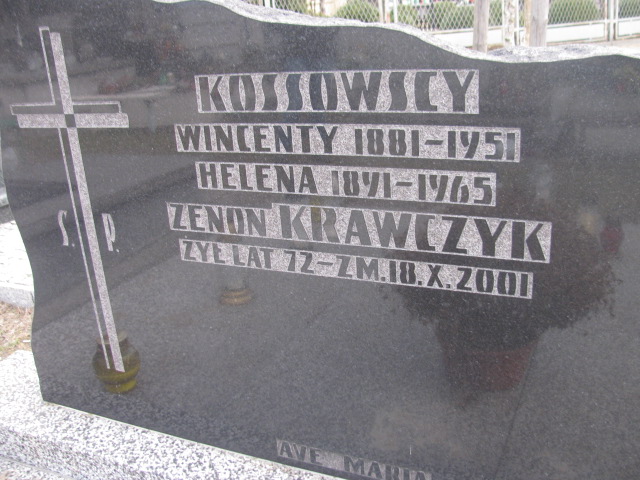 KOSSOWSCY
WINCENTY 1881-1951
HELENA 1891-1965
ZENON KRAWCZYK
ŻYŁ LAT 72-ZM.18.X.2001
Ś. P.
AVE MARIA